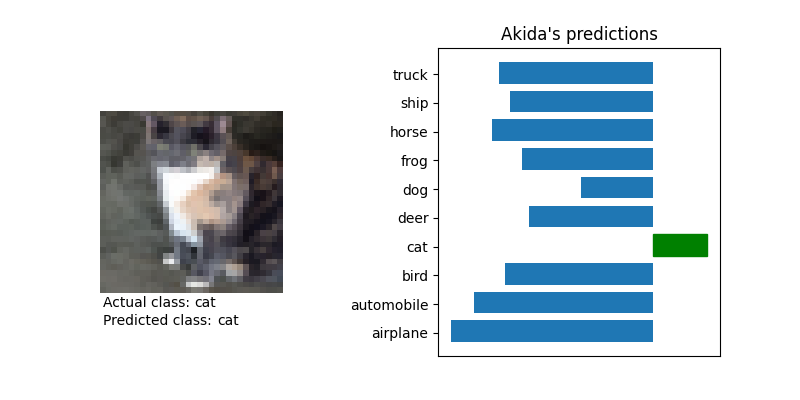 Akida's predictions
truck
ship
horse
frog
dog
deer
cat
bird
automobile
airplane
Actual class: cat
Predicted class: cat